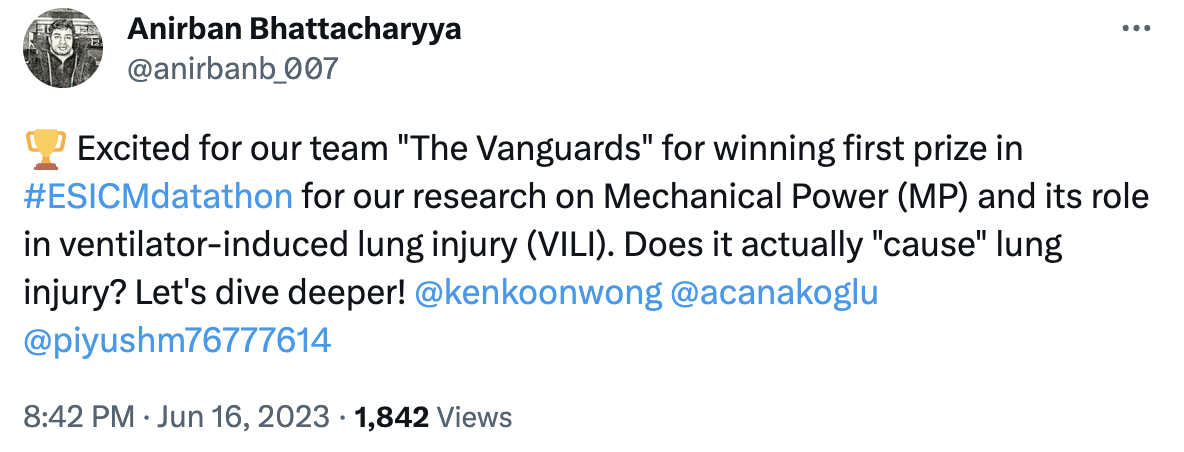 Anirban Bhattacharyya
@anirbanb_007
🏆 Excited for our team "The Vanguards" for winning first prize in
#ESICMdatathon for our research on Mechanical Power (MP) and its role
in ventilator-induced lung injury (VILI). Does it actually "cause" lung
injury? Let's dive deeper! @kenkoonwong @acanakoglu
@piyushm76777614
8:42 PM · Jun 16, 2023 · 1,842 Views